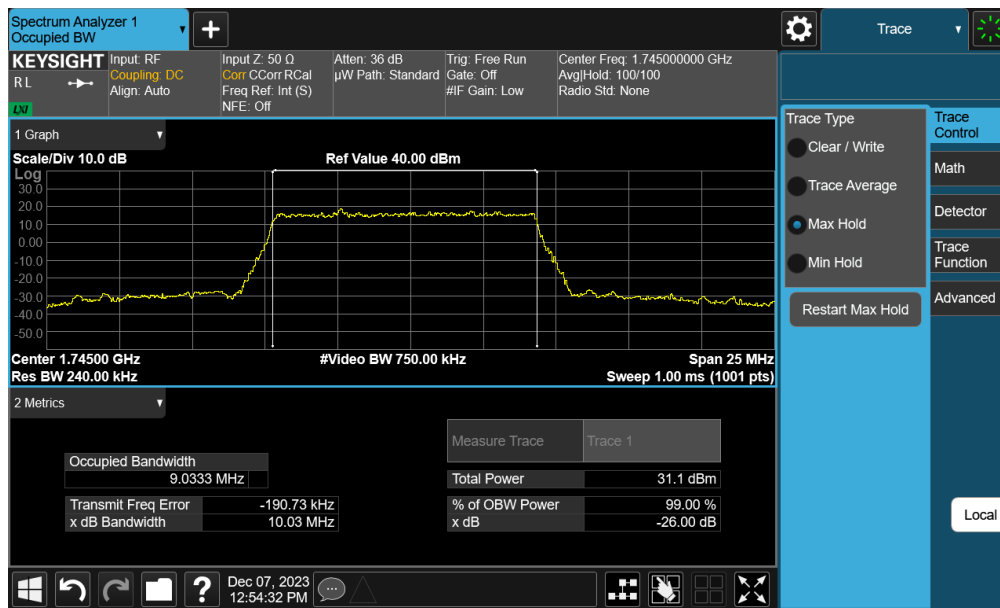 Spectrum Analyzer 1
Occupied BW
+
Trace
KEYSIGHT
R L
LXI
Input: RF
Coupling: DC
Align: Auto
Input Z: 50 Ω
Corr CCorr RCal
Freq Ref: Int (S)
NFE: Off
Atten: 36 dB
µW Path: Standard
Trig: Free Run
Gate: Off
#IF Gain: Low
Center Freq: 1.745000000 GHz
Avg|Hold: 100/100
Radio Std: None
1 Graph
Scale/Div 10.0 dB
Ref Value 40.00 dBm
Log
30.0
20.0
10.0
0.00
-10.0
-20.0
-30.0
-40.0
-50.0
Center 1.74500 GHz
#Video BW 750.00 kHz
Span 25 MHz
Res BW 240.00 kHz
Sweep 1.00 ms (1001 pts)
2 Metrics
Measure Trace
Trace 1
Occupied Bandwidth
9.0333 MHz
Total Power
31.1 dBm
Transmit Freq Error
-190.73 kHz
% of OBW Power
99.00 %
x dB Bandwidth
10.03 MHz
x dB
-26.00 dB
Trace Type
Clear / Write
Trace Average
Max Hold
Min Hold
Restart Max Hold
Trace
Control
Math
Detector
Trace
Function
Advanced
Local
?
Dec 07, 2023
12:54:32 PM